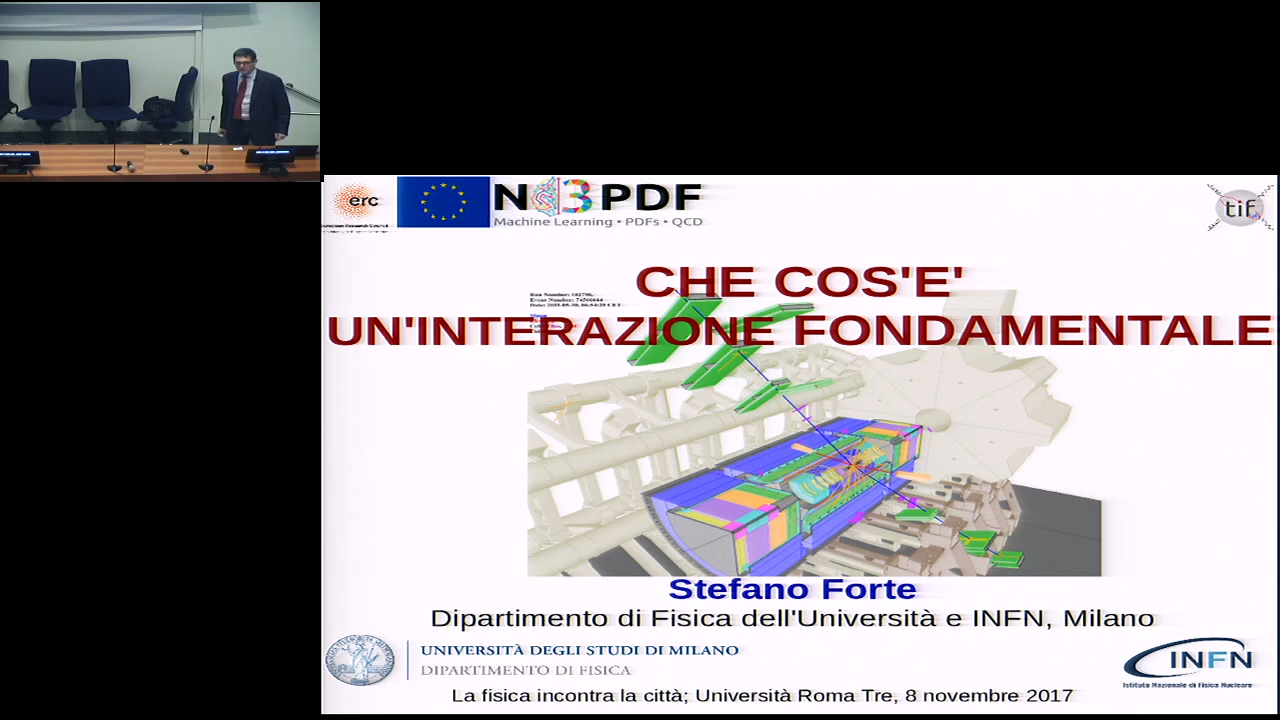 erc
N3PDF
Machine Learning • PDFs • QCD
tif
CHE COS'E'
UN'INTERAZIONE FONDAMENTALE
Stefano Forte
Dipartimento di Fisica dell'Università e INFN, Milano
UNIVERSITÀ DEGLI STUDI DI MILANO
DIPARTIMENTO DI FISICA
INFN
Istituto Nazionale di Fisica Nucleare
La fisica incontra la città; Università Roma Tre, 8 novembre 2017